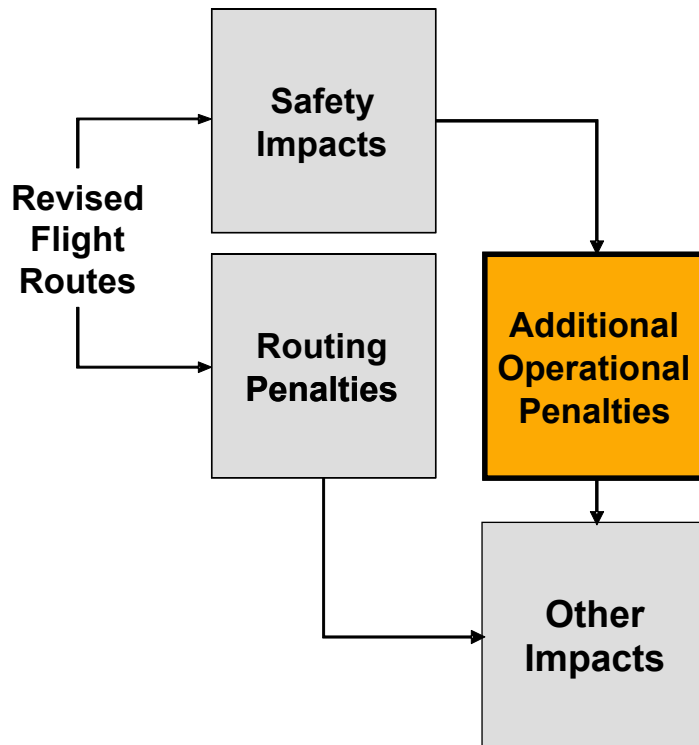 Safety
Impacts
Revised
Flight
Routes
Routing
Penalties
Additional
Operational
Penalties
Other
Impacts